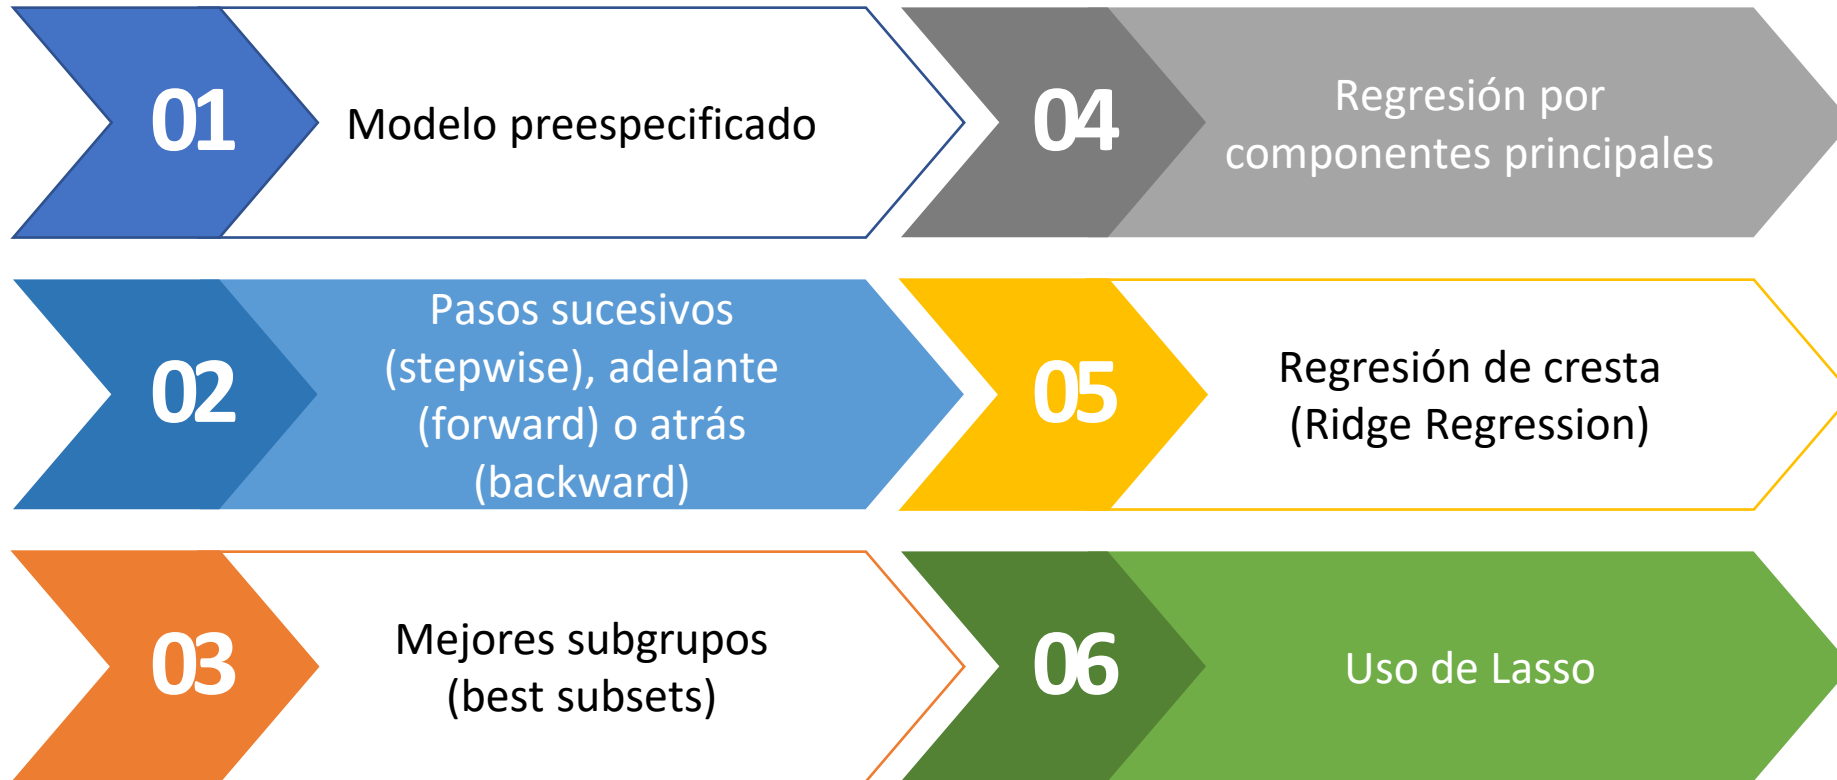 01
Modelo preespecificado
02
Pasos sucesivos
(stepwise), adelante
(forward) o atrás
(backward)
03
Mejores subgrupos
(best subsets)
04
Regresión por
componentes principales
05
Regresión de cresta
(Ridge Regression)
06
Uso de Lasso